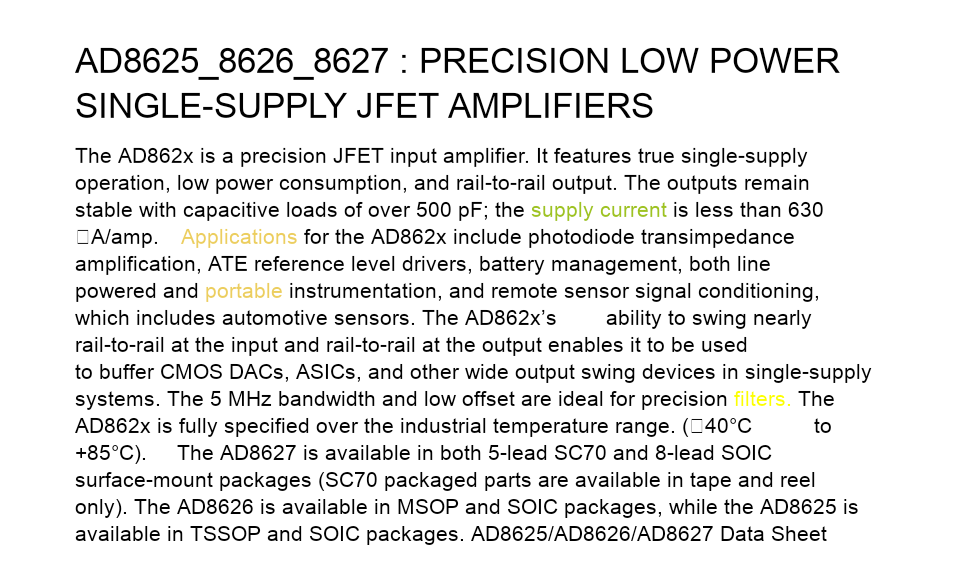 AD8625_8626_8627 : PRECISION LOW POWER
SINGLE-SUPPLY JFET AMPLIFIERS
The AD862x is a precision JFET input amplifier. It features true single-supply
operation, low power consumption, and rail-to-rail output. The outputs remain
stable with capacitive loads of over 500 pF; the supply current is less than 630
□A/amp. Applications for the AD862x include photodiode transimpedance
amplification, ATE reference level drivers, battery management, both line
powered and portable instrumentation, and remote sensor signal conditioning,
which includes automotive sensors. The AD862x’s ability to swing nearly
rail-to-rail at the input and rail-to-rail at the output enables it to be used
to buffer CMOS DACs, ASICs, and other wide output swing devices in single-supply
systems. The 5 MHz bandwidth and low offset are ideal for precision filters. The
AD862x is fully specified over the industrial temperature range. (□40°C to
+85°C). The AD8627 is available in both 5-lead SC70 and 8-lead SOIC
surface-mount packages (SC70 packaged parts are available in tape and reel
only). The AD8626 is available in MSOP and SOIC packages, while the AD8625 is
available in TSSOP and SOIC packages. AD8625/AD8626/AD8627 Data Sheet